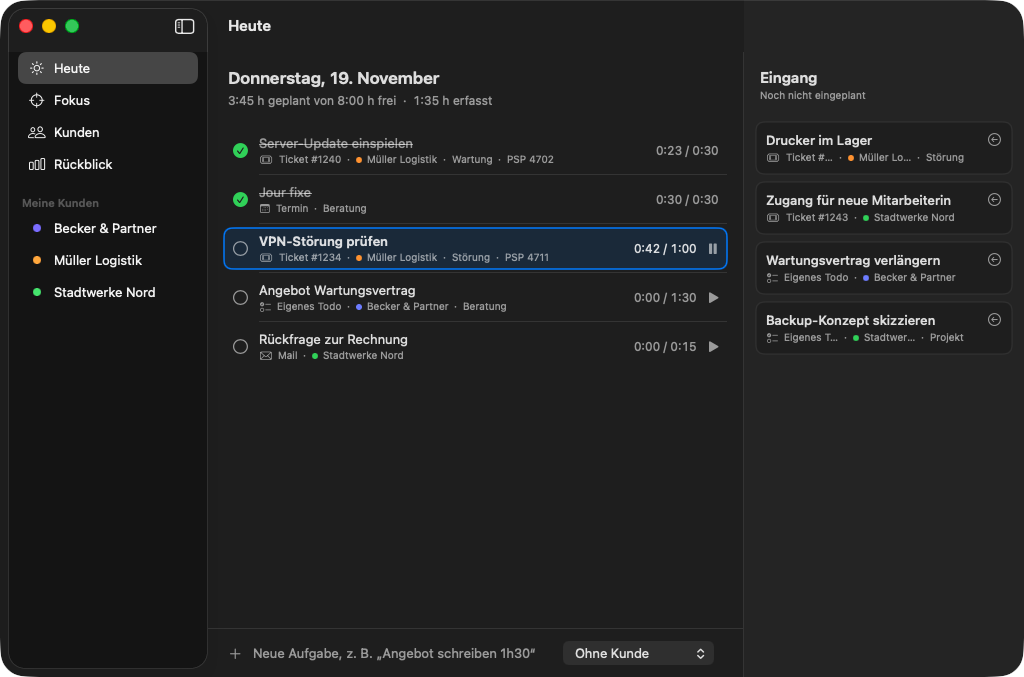 Heute
Fokus
Kunden
Rückblick
Meine Kunden
Becker & Partner
Müller Logistik
Stadtwerke Nord
Heute
Donnerstag, 19. November
3:45 h geplant von 8:00 h frei · 1:35 h erfasst
Server-Update einspielen
Ticket #1240 · Müller Logistik · Wartung · PSP 4702
0:23 / 0:30
Jour fixe
Termin · Beratung
0:30 / 0:30
VPN-Störung prüfen
Ticket #1234 · Müller Logistik · Störung · PSP 4711
0:42 / 1:00
Angebot Wartungsvertrag
Eigenes Todo · Becker & Partner · Beratung
0:00 / 1:30
Rückfrage zur Rechnung
Mail · Stadtwerke Nord
0:00 / 0:15
Neue Aufgabe, z. B. „Angebot schreiben 1h30“
Ohne Kunde
Eingang
Noch nicht eingeplant
Drucker im Lager
Ticket #... · Müller Lo... · Störung
Zugang für neue Mitarbeiterin
Ticket #1243 · Stadtwerke Nord
Wartungsvertrag verlängern
Eigenes Todo · Becker & Partner
Backup-Konzept skizzieren
Eigenes T... · Stadtwer... · Projekt